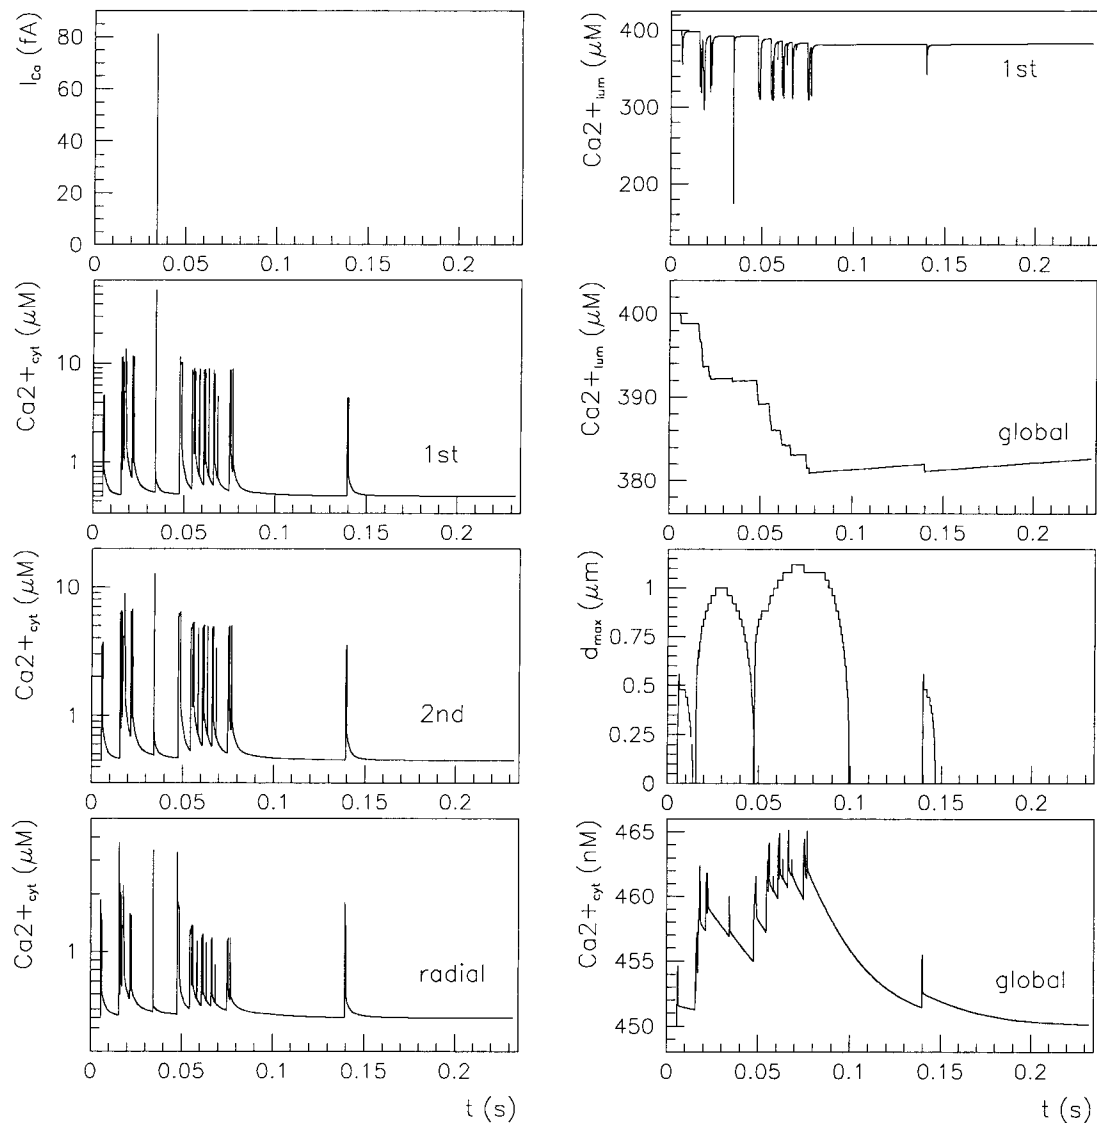 I_Ca (fA)
80
60
40
20
0
0 0.05 0.1 0.15 0.2
Ca2+_lum (μM)
400
300
200
1st
0 0.05 0.1 0.15 0.2
Ca2+_cyt (μM)
10
1
1st
0 0.05 0.1 0.15 0.2
Ca2+_lum (μM)
400
390
380
global
0 0.05 0.1 0.15 0.2
Ca2+_cyt (μM)
10
1
2nd
0 0.05 0.1 0.15 0.2
d_max (μm)
1
0.75
0.5
0.25
0
0 0.05 0.1 0.15 0.2
Ca2+_cyt (μM)
1
radial
0 0.05 0.1 0.15 0.2
t (s)
Ca2+_cyt (nM)
465
460
455
450
global
0 0.05 0.1 0.15 0.2
t (s)